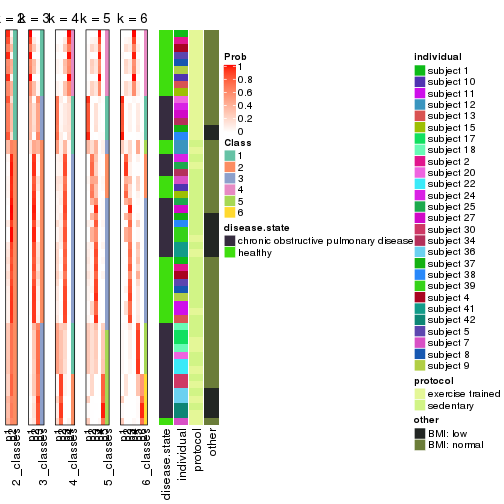 k = 2 k = 3 k = 4 k = 5 k = 6
Prob
1
0.8
0.6
0.4
0.2
0
Class
1
2
3
4
5
6
disease.state
chronic obstructive pulmonary disease
healthy
individual
subject 1
subject 10
subject 11
subject 12
subject 13
subject 15
subject 17
subject 18
subject 2
subject 20
subject 22
subject 24
subject 25
subject 27
subject 30
subject 34
subject 36
subject 37
subject 38
subject 39
subject 4
subject 41
subject 42
subject 5
subject 7
subject 8
subject 9
protocol
exercise trained
sedentary
other
BMI: low
BMI: normal
2_classes
3_classes
4_classes
5_classes
6_classes
disease.state
individual
protocol
other